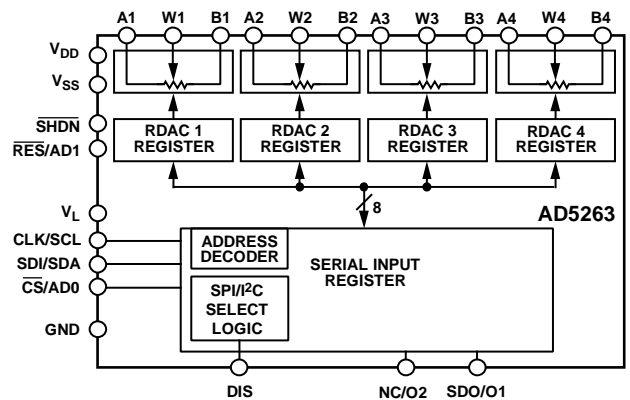 A1 W1 B1 A2 W2 B2 A3 W3 B3 A4 W4 B4
VDD
VSS
SHDN
RES/AD1
RDAC 1
REGISTER
RDAC 2
REGISTER
RDAC 3
REGISTER
RDAC 4
REGISTER
8
AD5263
VL
CLK/SCL
SDI/SDA
CS/AD0
GND
ADDRESS
DECODER
SERIAL INPUT
REGISTER
SPI/I2C
SELECT
LOGIC
DIS
NC/O2
SDO/O1